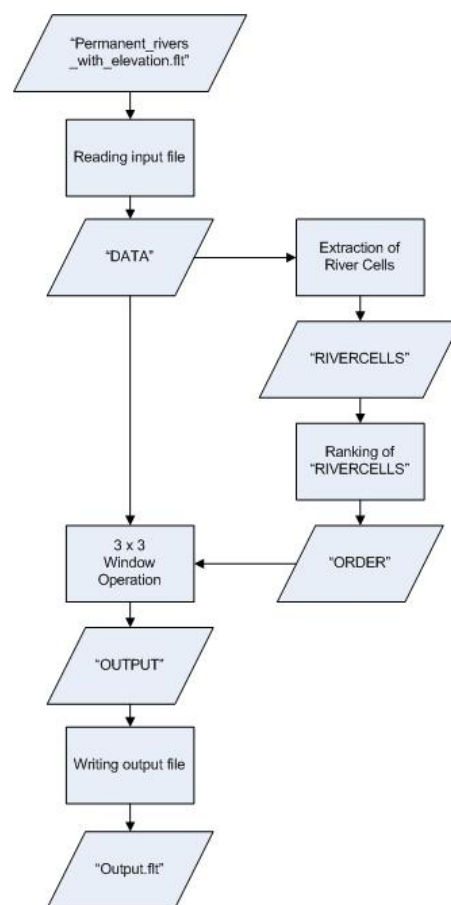 “Permanent_rivers
_with_elevation.flt”
Reading input file
“DATA”
Extraction of
River Cells
“RIVERCELLS”
Ranking of
“RIVERCELLS”
3 x 3
Window
Operation
“ORDER”
“OUTPUT”
Writing output file
“Output.flt”